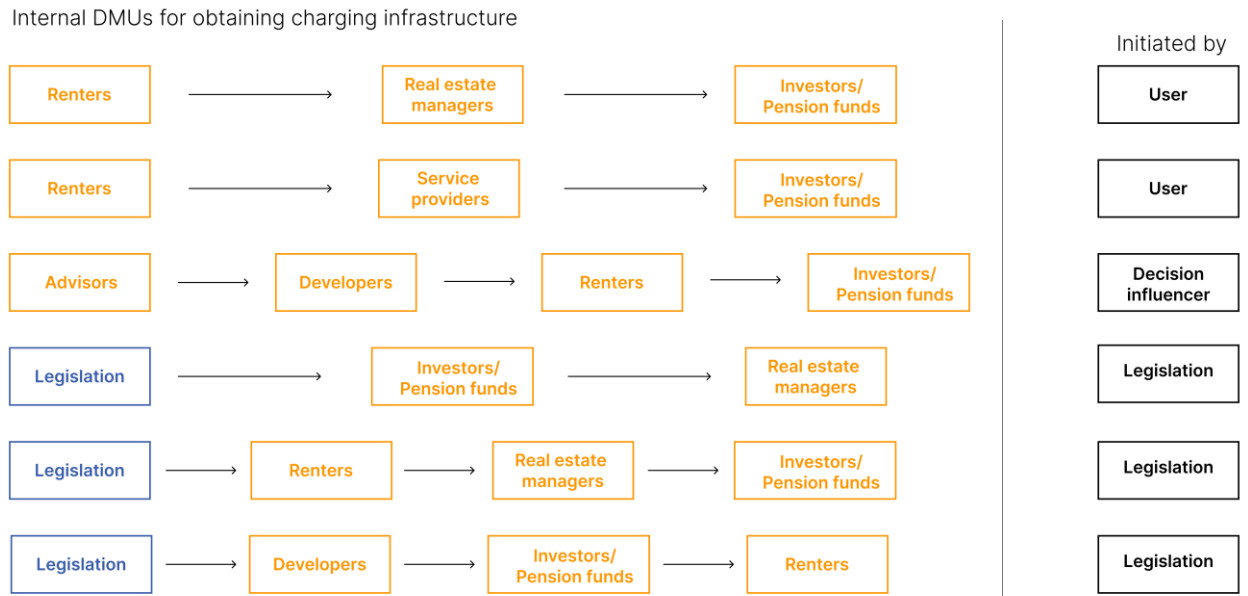 Internal DMUs for obtaining charging infrastructure
Initiated by
Renters
Real estate
managers
Investors/
Pension funds
User
Renters
Service
providers
Investors/
Pension funds
User
Advisors
Developers
Renters
Investors/
Pension funds
Decision
influencer
Legislation
Investors/
Pension funds
Real estate
managers
Legislation
Legislation
Renters
Real estate
managers
Investors/
Pension funds
Legislation
Legislation
Developers
Investors/
Pension funds
Renters
Legislation